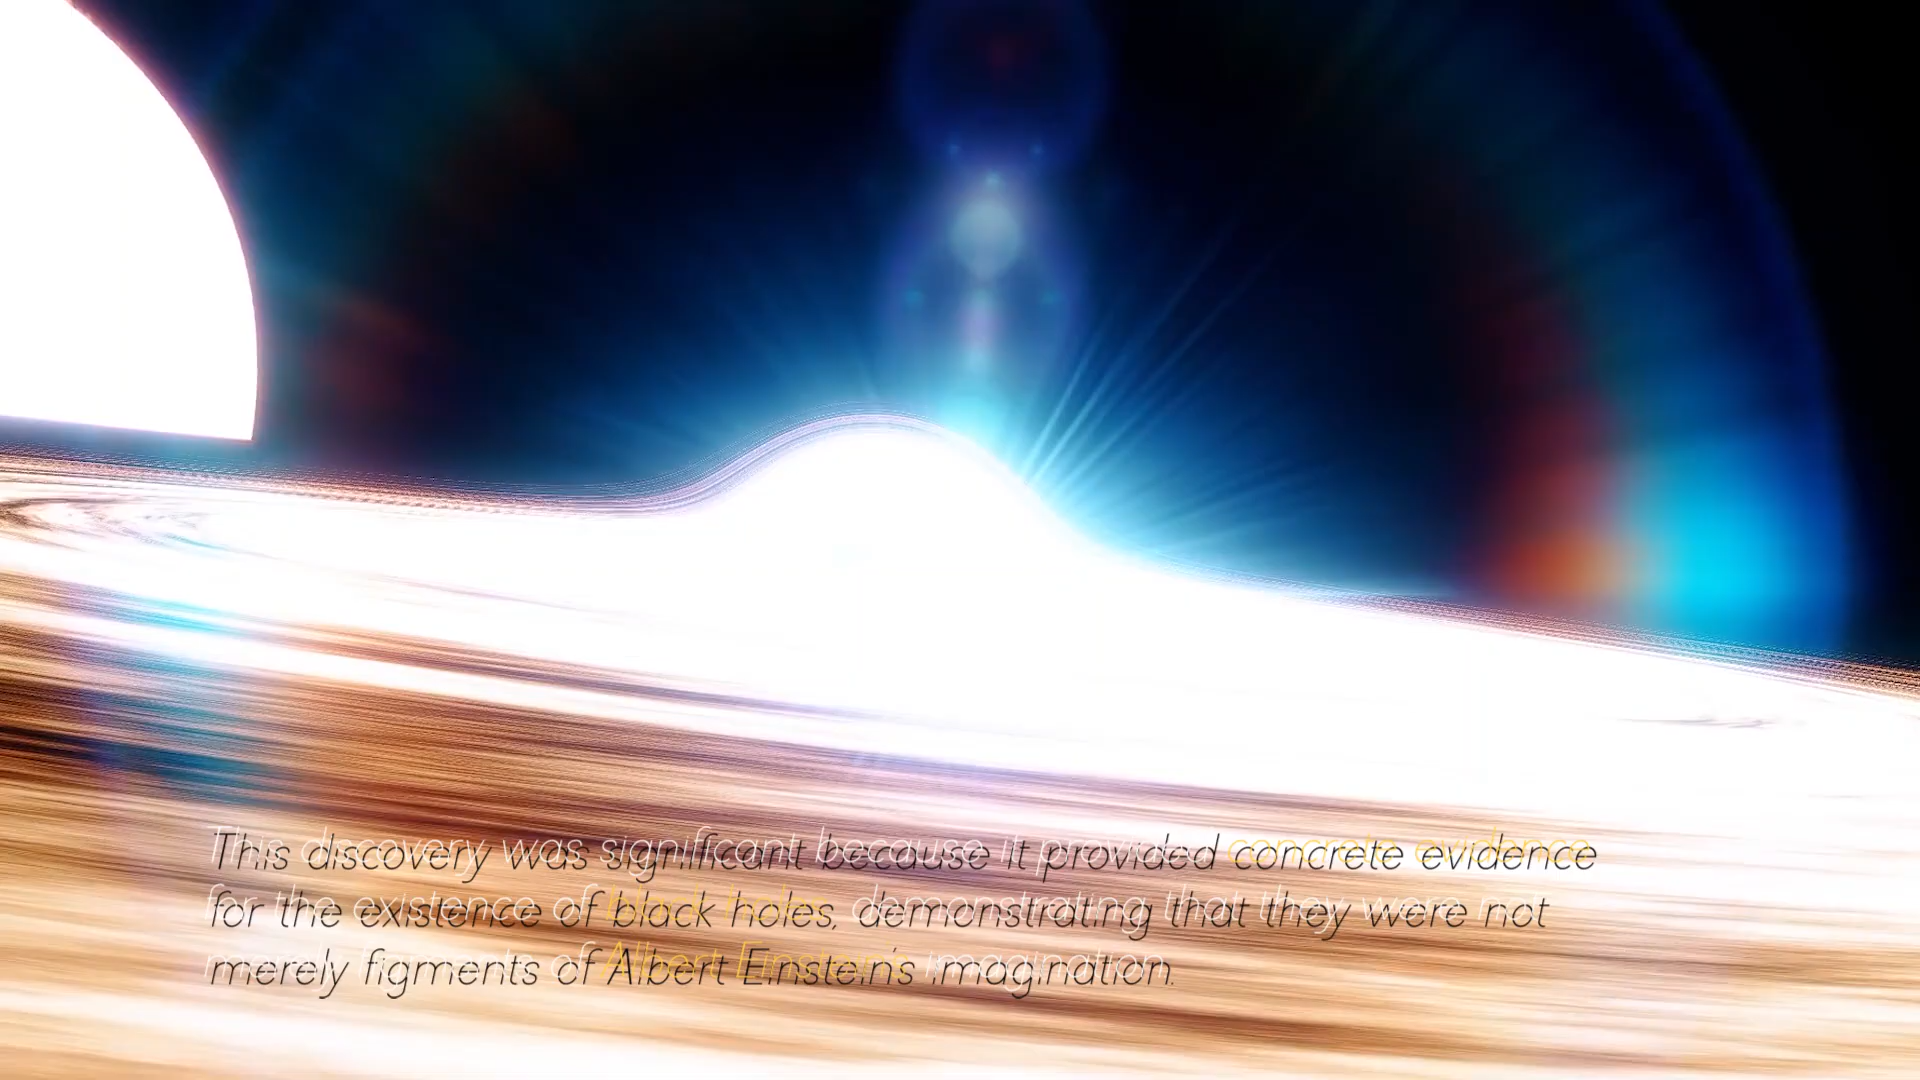 This discovery was significant because it provided concrete evidence
for the existence of black holes, demonstrating that they were not
merely figments of Albert Einstein's imagination.